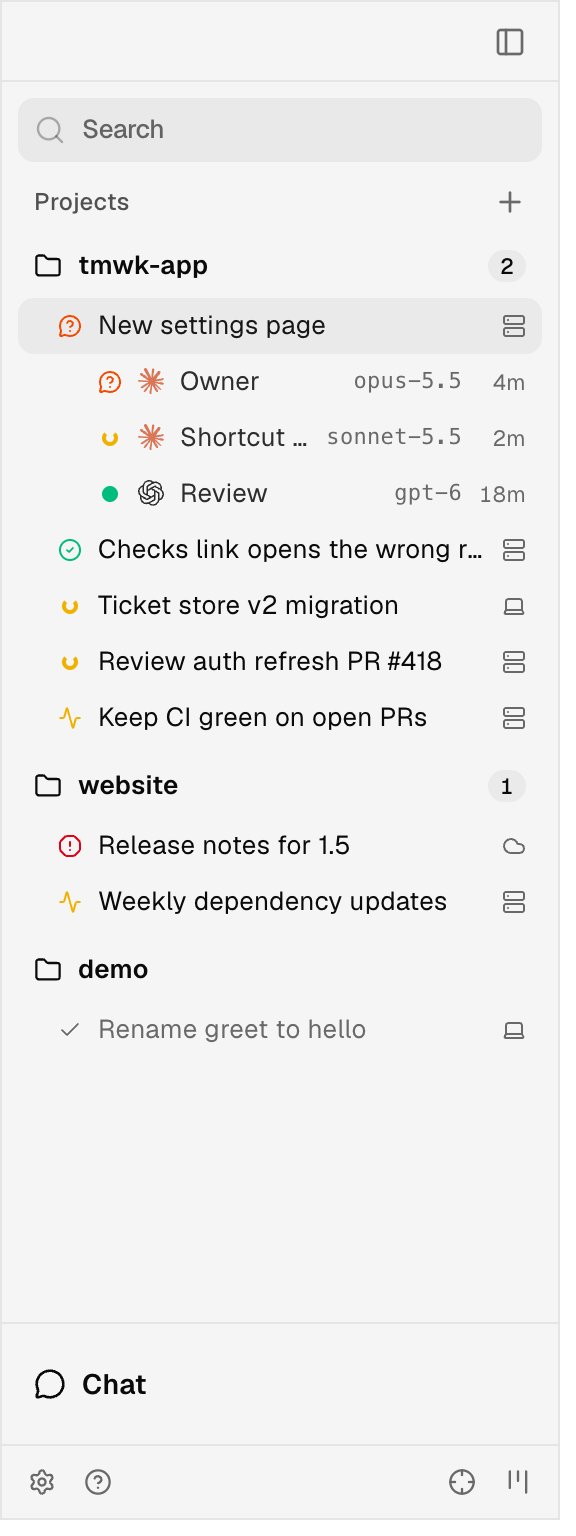 Search
Projects
tmwk-app 2
New settings page
Owner opus-5.5 4m
Shortcut ... sonnet-5.5 2m
Review gpt-6 18m
Checks link opens the wrong r...
Ticket store v2 migration
Review auth refresh PR #418
Keep CI green on open PRs
website 1
Release notes for 1.5
Weekly dependency updates
demo
Rename greet to hello
Chat